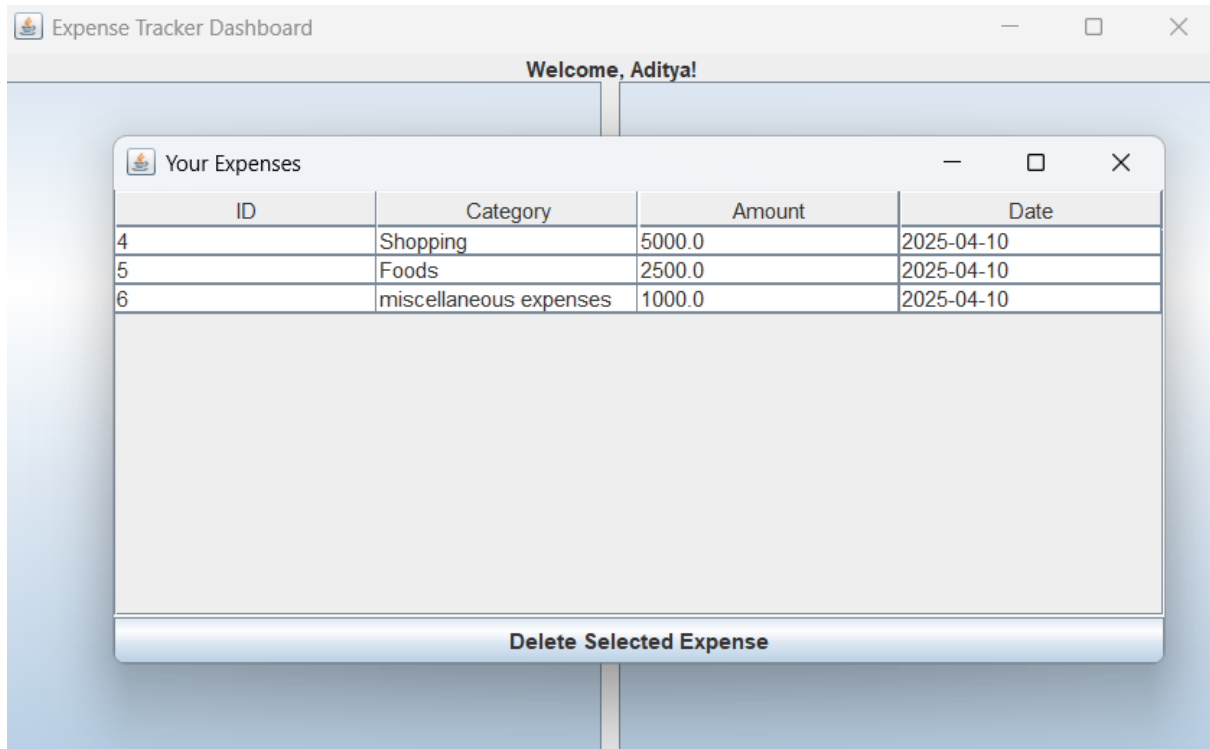 Expense Tracker Dashboard
Welcome, Aditya!
Your Expenses
ID Category Amount Date
4 Shopping 5000.0 2025-04-10
5 Foods 2500.0 2025-04-10
6 miscellaneous expenses 1000.0 2025-04-10
Delete Selected Expense